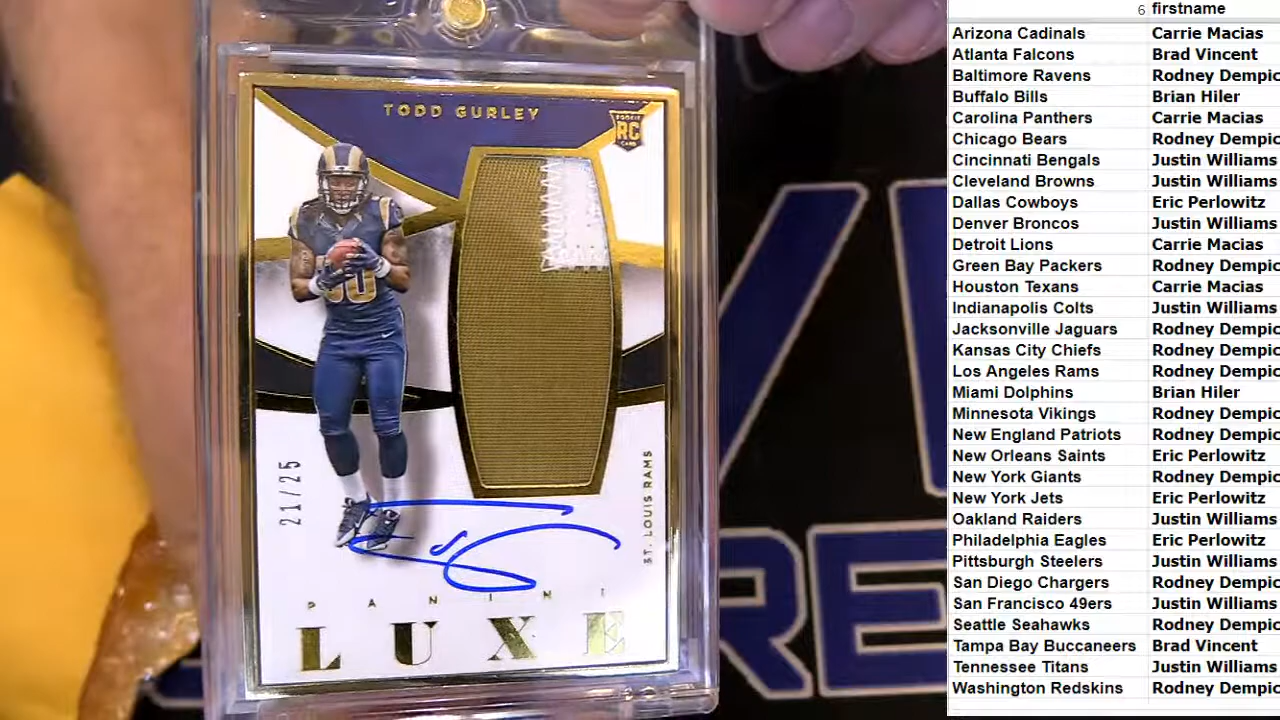 TODD GURLEY
ROOKIE
RC
CARD
21/25
ST. LOUIS RAMS
PANINI
LUXE
RE
6 firstname
Arizona Cadinals Carrie Macias
Atlanta Falcons Brad Vincent
Baltimore Ravens Rodney Dempic
Buffalo Bills Brian Hiler
Carolina Panthers Carrie Macias
Chicago Bears Rodney Dempic
Cincinnati Bengals Justin Williams
Cleveland Browns Justin Williams
Dallas Cowboys Eric Perlowitz
Denver Broncos Justin Williams
Detroit Lions Carrie Macias
Green Bay Packers Rodney Dempic
Houston Texans Carrie Macias
Indianapolis Colts Justin Williams
Jacksonville Jaguars Rodney Dempic
Kansas City Chiefs Rodney Dempic
Los Angeles Rams Rodney Dempic
Miami Dolphins Brian Hiler
Minnesota Vikings Rodney Dempic
New England Patriots Rodney Dempic
New Orleans Saints Eric Perlowitz
New York Giants Rodney Dempic
New York Jets Eric Perlowitz
Oakland Raiders Justin Williams
Philadelphia Eagles Eric Perlowitz
Pittsburgh Steelers Justin Williams
San Diego Chargers Rodney Dempic
San Francisco 49ers Justin Williams
Seattle Seahawks Rodney Dempic
Tampa Bay Buccaneers Brad Vincent
Tennessee Titans Justin Williams
Washington Redskins Rodney Dempic